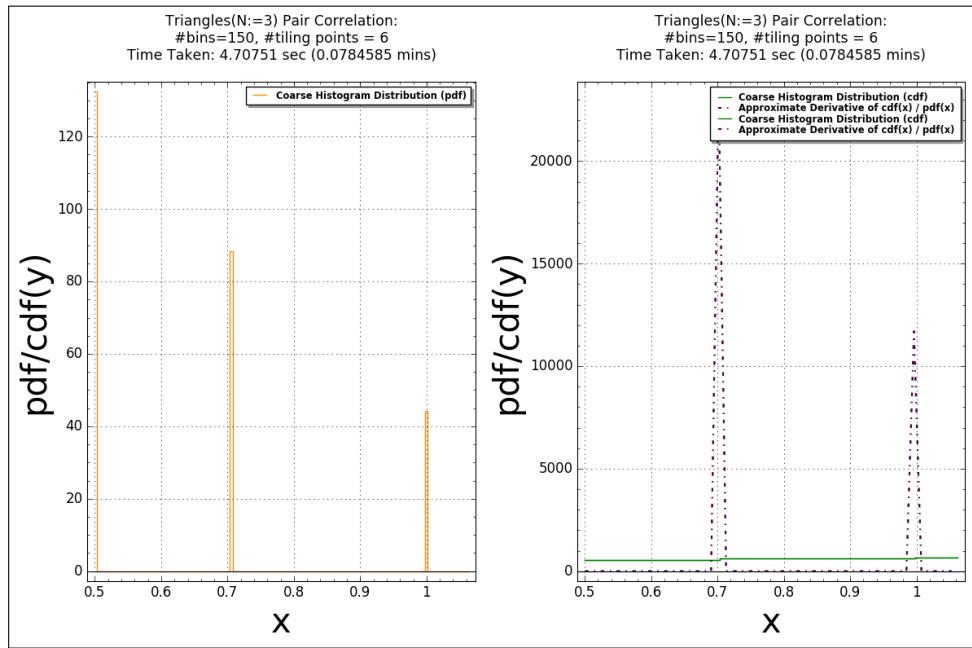 Triangles(N:=3) Pair Correlation:
#bins=150, #tiling points = 6
Time Taken: 4.70751 sec (0.0784585 mins)
Coarse Histogram Distribution (pdf)
120
100
80
60
40
20
0
pdf/cdf(y)
0.5 0.6 0.7 0.8 0.9 1
x
Triangles(N:=3) Pair Correlation:
#bins=150, #tiling points = 6
Time Taken: 4.70751 sec (0.0784585 mins)
Coarse Histogram Distribution (cdf)
Approximate Derivative of cdf(x) / pdf(x)
Coarse Histogram Distribution (cdf)
Approximate Derivative of cdf(x) / pdf(x)
20000
15000
10000
5000
0
pdf/cdf(y)
0.5 0.6 0.7 0.8 0.9 1
x